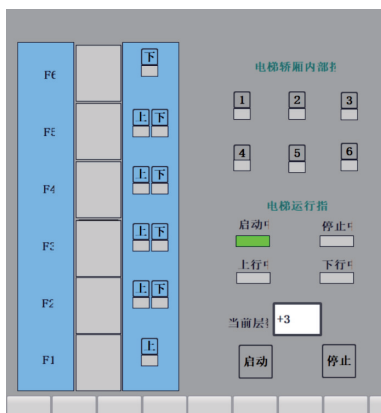 F6
下
F5
上 下
F4
上 下
F3
上 下
F2
上 下
F1
上
电梯轿厢内部
1 2 3
4 5 6
电梯运行指
启动
停止
上行
下行
当前层
+3
启动
停止